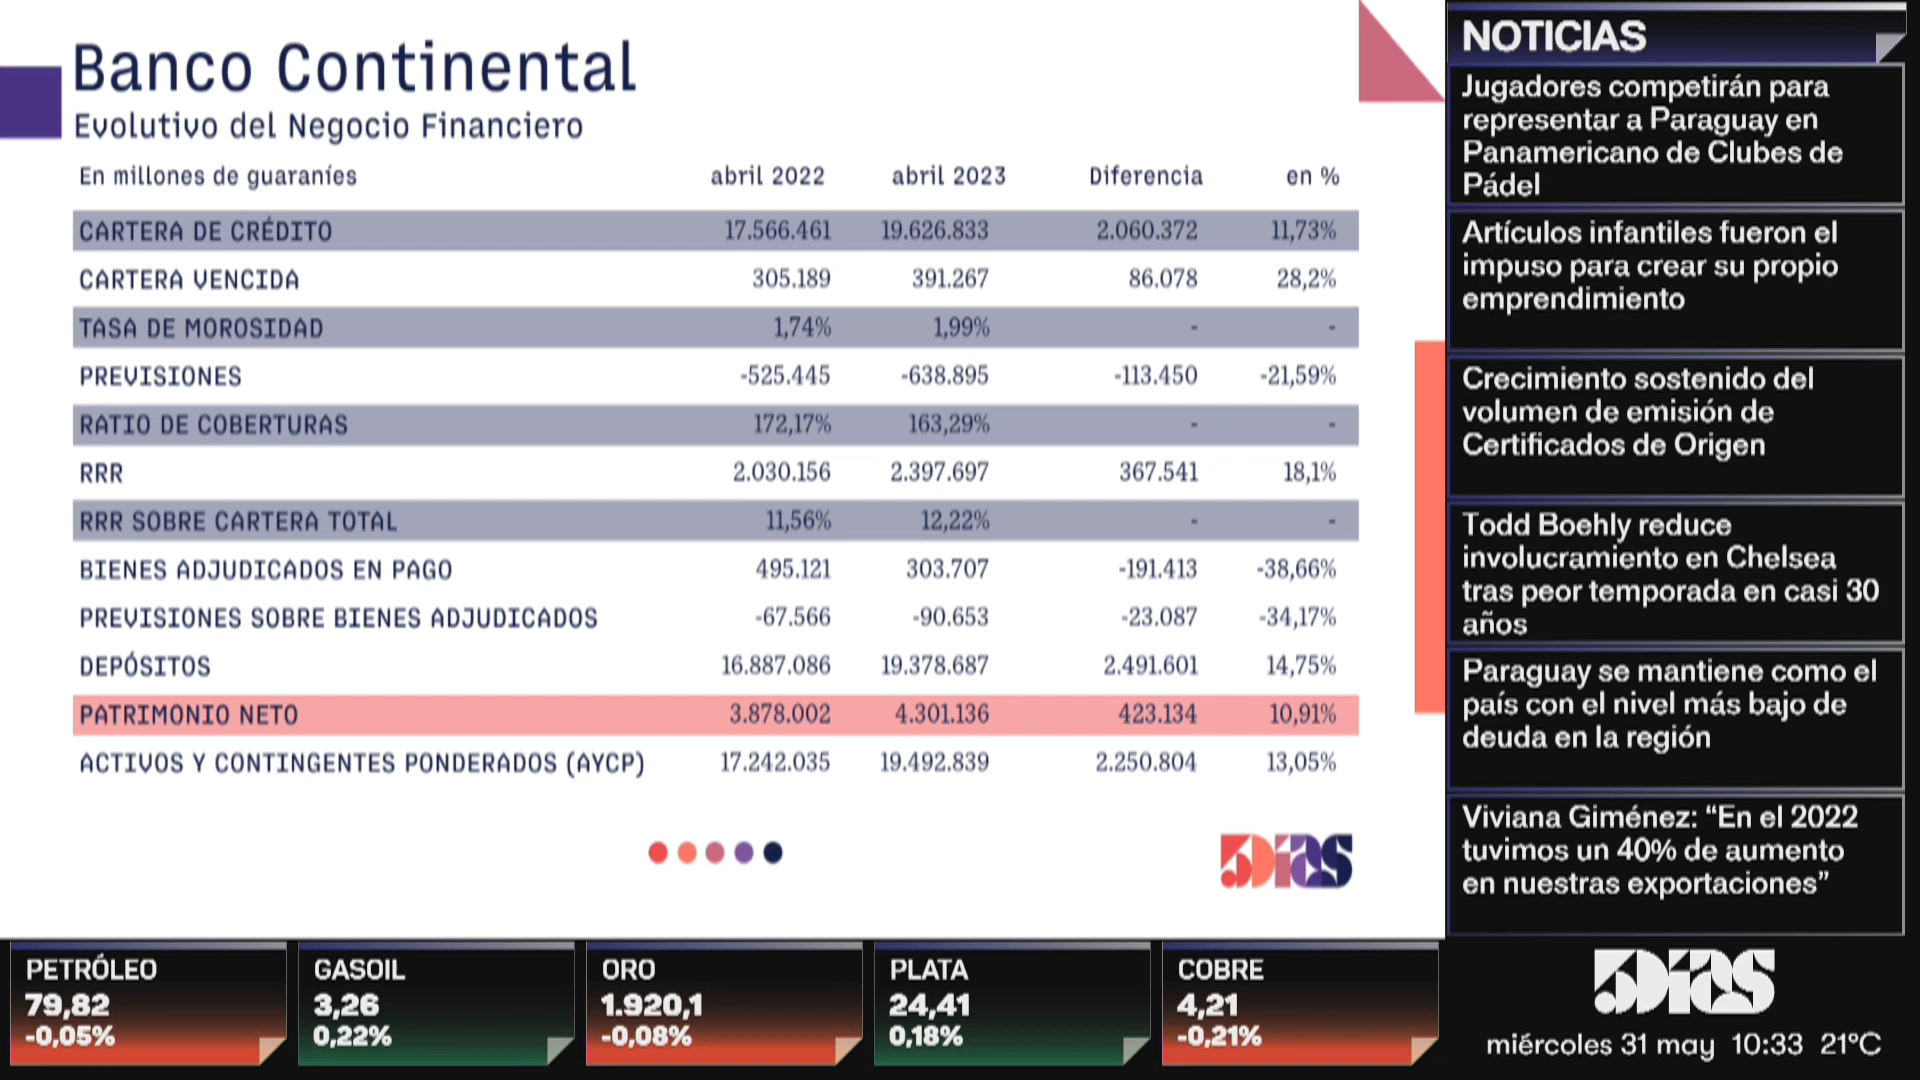 Banco Continental
Evolutivo del Negocio Financiero
En millones de guaraníes abril 2022 abril 2023 Diferencia en %
CARTERA DE CRÉDITO 17.566.461 19.626.833 2.060.372 11,73%
CARTERA VENCIDA 305.189 391.267 86.078 28,2%
TASA DE MOROSIDAD 1,74% 1,99% - -
PREVISIONES -525.445 -638.895 -113.450 -21,59%
RATIO DE COBERTURAS 172,17% 163,29% - -
RRR 2.030.156 2.397.697 367.541 18,1%
RRR SOBRE CARTERA TOTAL 11,56% 12,22% - -
BIENES ADJUDICADOS EN PAGO 495.121 303.707 -191.413 -38,66%
PREVISIONES SOBRE BIENES ADJUDICADOS -67.566 -90.653 -23.087 -34,17%
DEPÓSITOS 16.887.086 19.378.687 2.491.601 14,75%
PATRIMONIO NETO 3.878.002 4.301.136 423.134 10,91%
ACTIVOS Y CONTINGENTES PONDERADOS (AYCP) 17.242.035 19.492.839 2.250.804 13,05%
5DÍAS
NOTICIAS
Jugadores competirán para
representar a Paraguay en
Panamericano de Clubes de
Pádel
Artículos infantiles fueron el
impuso para crear su propio
emprendimiento
Crecimiento sostenido del
volumen de emisión de
Certificados de Origen
Todd Boehly reduce
involucramiento en Chelsea
tras peor temporada en casi 30
años
Paraguay se mantiene como el
país con el nivel más bajo de
deuda en la región
Viviana Giménez: “En el 2022
tuvimos un 40% de aumento
en nuestras exportaciones”
PETRÓLEO
79,82
-0,05%
GASOIL
3,26
0,22%
ORO
1.920,1
-0,08%
PLATA
24,41
0,18%
COBRE
4,21
-0,21%
5DÍAS
miércoles 31 may 10:33 21°C